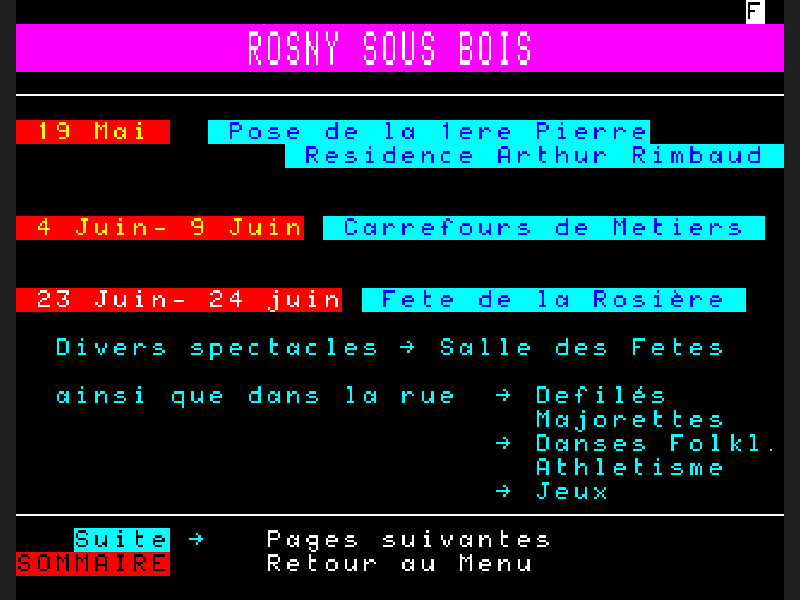 F
ROSNY SOUS BOIS
19 Mai Pose de la 1ere Pierre
Residence Arthur Rimbaud
4 Juin- 9 Juin Carrefours de Metiers
23 Juin- 24 juin Fete de la Rosière
Divers spectacles → Salle des Fetes
ainsi que dans la rue → Defilés
Majorettes
→ Danses Folkl.
Athletisme
→ Jeux
Suite → Pages suivantes
SOMMAIRE Retour au Menu